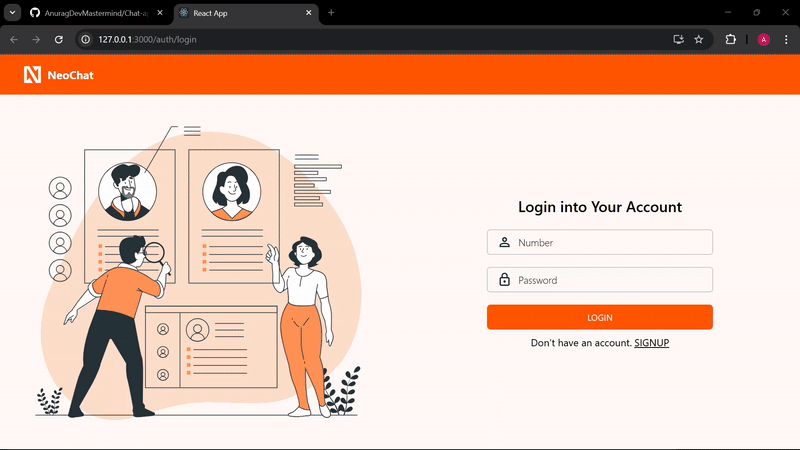 AnuragDevMastermind/Chat-a
React App
127.0.0.1:3000/auth/login
A
N NeoChat
Login into Your Account
Number
Password
LOGIN
Don't have an account. SIGNUP